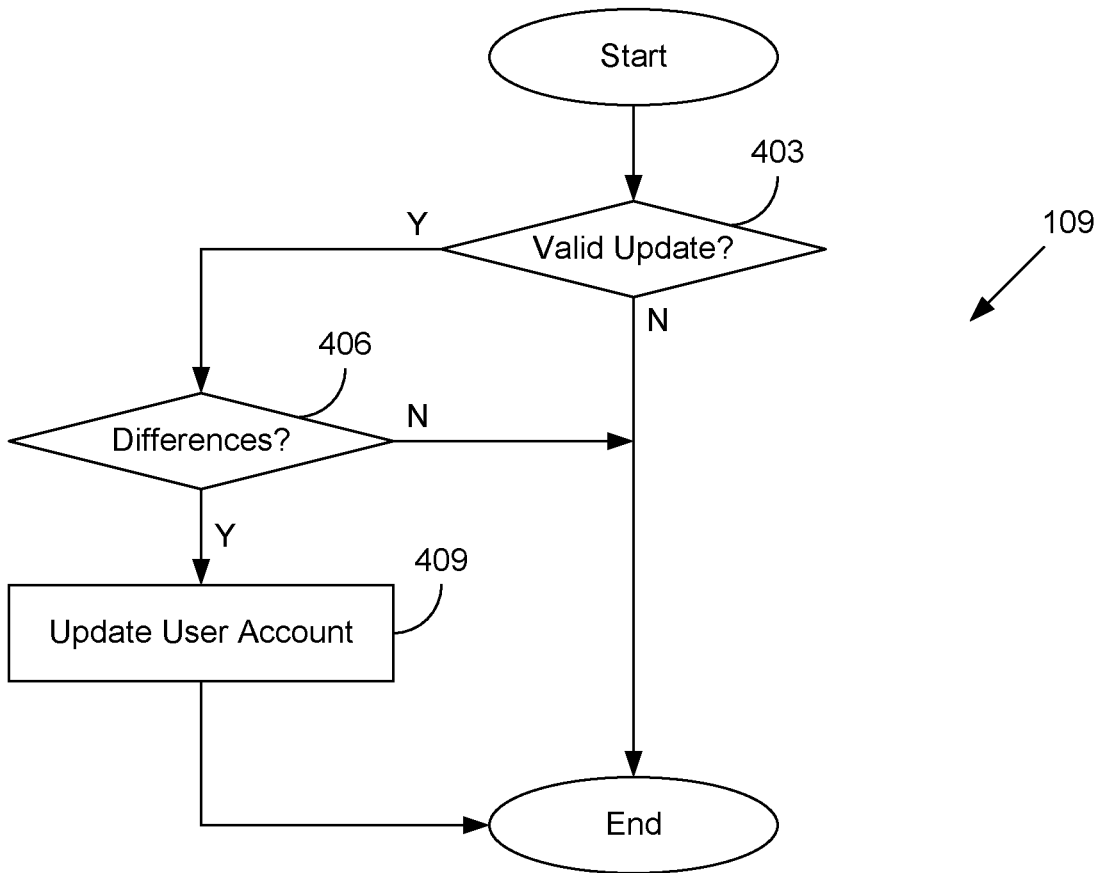 Start
403
Y
Valid Update?
109
N
406
Differences?
N
Y
409
Update User Account
End